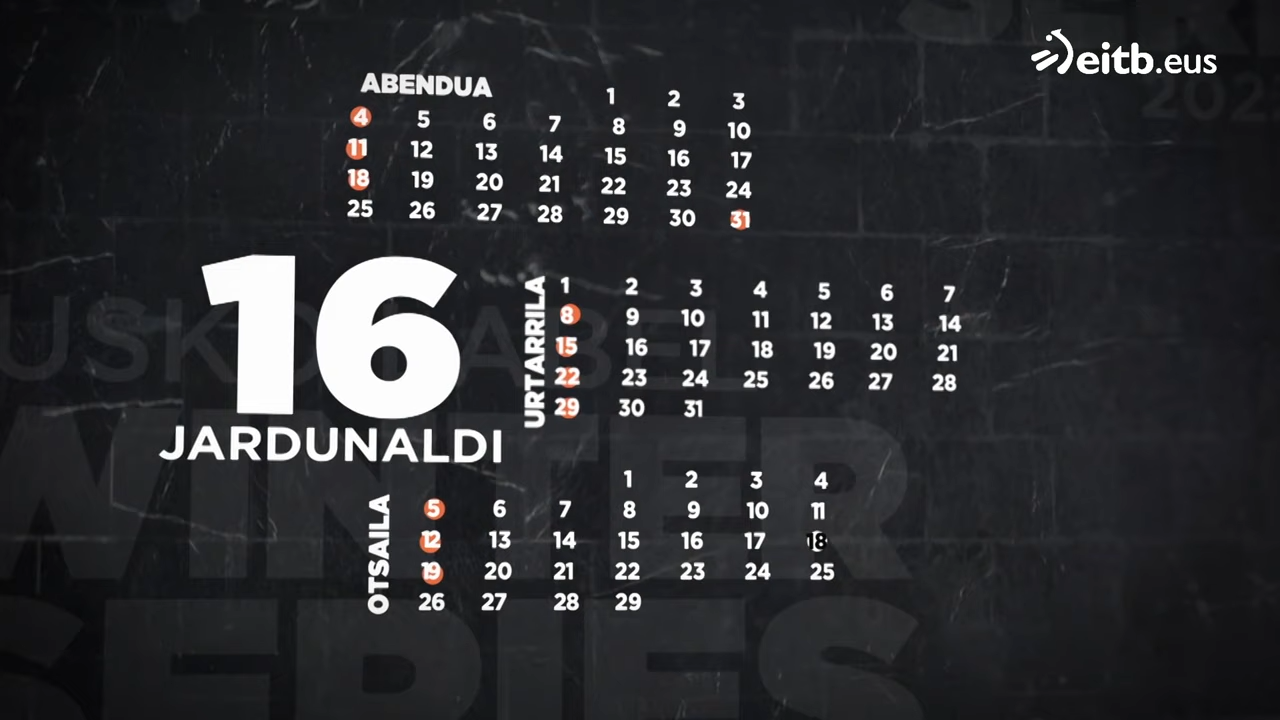 eitb.eus
ABENDUA
1 2 3
4 5 6 7 8 9 10
11 12 13 14 15 16 17
18 19 20 21 22 23 24
25 26 27 28 29 30 31
16
JARDUNALDI
URTARRILA
1 2 3 4 5 6 7
8 9 10 11 12 13 14
15 16 17 18 19 20 21
22 23 24 25 26 27 28
29 30 31
OTSAILA
1 2 3 4
5 6 7 8 9 10 11
12 13 14 15 16 17 18
19 20 21 22 23 24 25
26 27 28 29
WINTER
SERIES